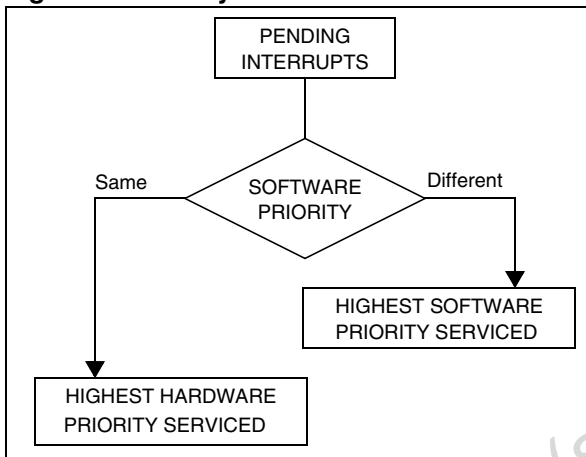 PENDING
INTERRUPTS
Same
SOFTWARE
PRIORITY
Different
HIGHEST SOFTWARE
PRIORITY SERVICED
HIGHEST HARDWARE
PRIORITY SERVICED